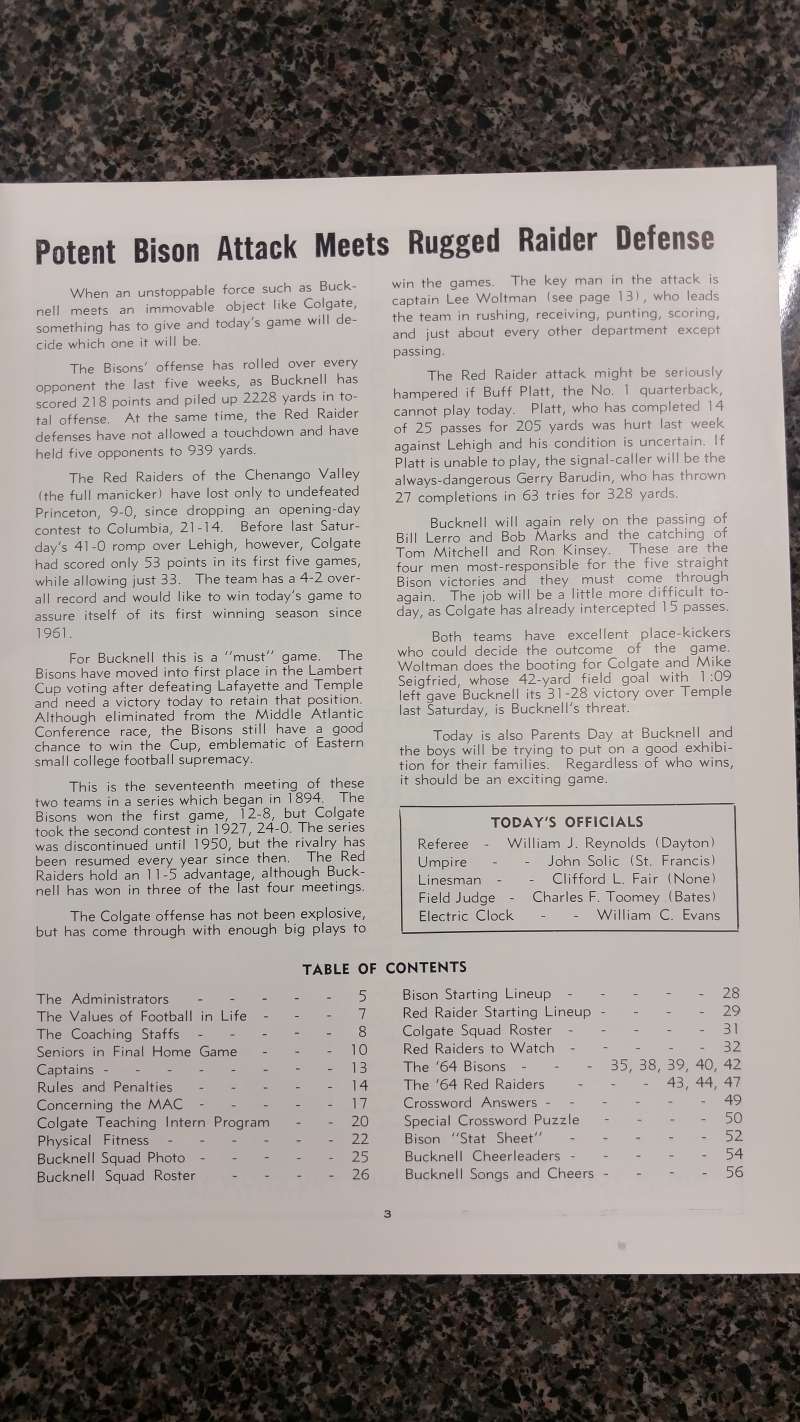 Potent Bison Attack Meets Rugged Raider Defense
When an unstoppable force such as Buck-
nell meets an immovable object like Colgate,
something has to give and today's game will de-
cide which one it will be.
The Bisons' offense has rolled over every
opponent the last five weeks, as Bucknell has
scored 218 points and piled up 2228 yards in to-
tal offense. At the same time, the Red Raider
defenses have not allowed a touchdown and have
held five opponents to 939 yards.
The Red Raiders of the Chenango Valley
(the full manicker) have lost only to undefeated
Princeton, 9-0, since dropping an opening-day
contest to Columbia, 21-14. Before last Satur-
day's 41-0 romp over Lehigh, however, Colgate
had scored only 53 points in its first five games,
while allowing just 33. The team has a 4-2 over-
all record and would like to win today's game to
assure itself of its first winning season since
1961.
For Bucknell this is a "must" game. The
Bisons have moved into first place in the Lambert
Cup voting after defeating Lafayette and Temple
and need a victory today to retain that position.
Although eliminated from the Middle Atlantic
Conference race, the Bisons still have a good
chance to win the Cup, emblematic of Eastern
small college football supremacy.
This is the seventeenth meeting of these
two teams in a series which began in 1894. The
Bisons won the first game, 12-8, but Colgate
took the second contest in 1927, 24-0. The series
was discontinued until 1950, but the rivalry has
been resumed every year since then. The Red
Raiders hold an 11-5 advantage, although Buck-
nell has won in three of the last four meetings.
The Colgate offense has not been explosive,
but has come through with enough big plays to
win the games. The key man in the attack is
captain Lee Woltman (see page 13), who leads
the team in rushing, receiving, punting, scoring,
and just about every other department except
passing.
The Red Raider attack might be seriously
hampered if Buff Platt, the No. 1 quarterback,
cannot play today. Platt, who has completed 14
of 25 passes for 205 yards was hurt last week
against Lehigh and his condition is uncertain. If
Platt is unable to play, the signal-caller will be the
always-dangerous Gerry Barudin, who has thrown
27 completions in 63 tries for 328 yards.
Bucknell will again rely on the passing of
Bill Lerro and Bob Marks and the catching of
Tom Mitchell and Ron Kinsey. These are the
four men most-responsible for the five straight
Bison victories and they must come through
again. The job will be a little more difficult to-
day, as Colgate has already intercepted 15 passes.
Both teams have excellent place-kickers
who could decide the outcome of the game.
Woltman does the booting for Colgate and Mike
Seigfried, whose 42-yard field goal with 1:09
left gave Bucknell its 31-28 victory over Temple
last Saturday, is Bucknell's threat.
Today is also Parents Day at Bucknell and
the boys will be trying to put on a good exhibi-
tion for their families. Regardless of who wins,
it should be an exciting game.
TODAY'S OFFICIALS
Referee - William J. Reynolds (Dayton)
Umpire - - John Solic (St. Francis)
Linesman - - Clifford L. Fair (None)
Field Judge - Charles F. Toomey (Bates)
Electric Clock - - William C. Evans
TABLE OF CONTENTS
The Administrators - - - - - 5
The Values of Football in Life - - - 7
The Coaching Staffs - - - - - 8
Seniors in Final Home Game - - - 10
Captains - - - - - - - - 13
Rules and Penalties - - - - - 14
Concerning the MAC - - - - - 17
Colgate Teaching Intern Program - - 20
Physical Fitness - - - - - - 22
Bucknell Squad Photo - - - - - 25
Bucknell Squad Roster - - - - 26
Bison Starting Lineup - - - - - 28
Red Raider Starting Lineup - - - - 29
Colgate Squad Roster - - - - - 31
Red Raiders to Watch - - - - - 32
The '64 Bisons - - - 35, 38, 39, 40, 42
The '64 Red Raiders - - - 43, 44, 47
Crossword Answers - - - - - - 49
Special Crossword Puzzle - - - - 50
Bison "Stat Sheet" - - - - - 52
Bucknell Cheerleaders - - - - - 54
Bucknell Songs and Cheers - - - - 56
3